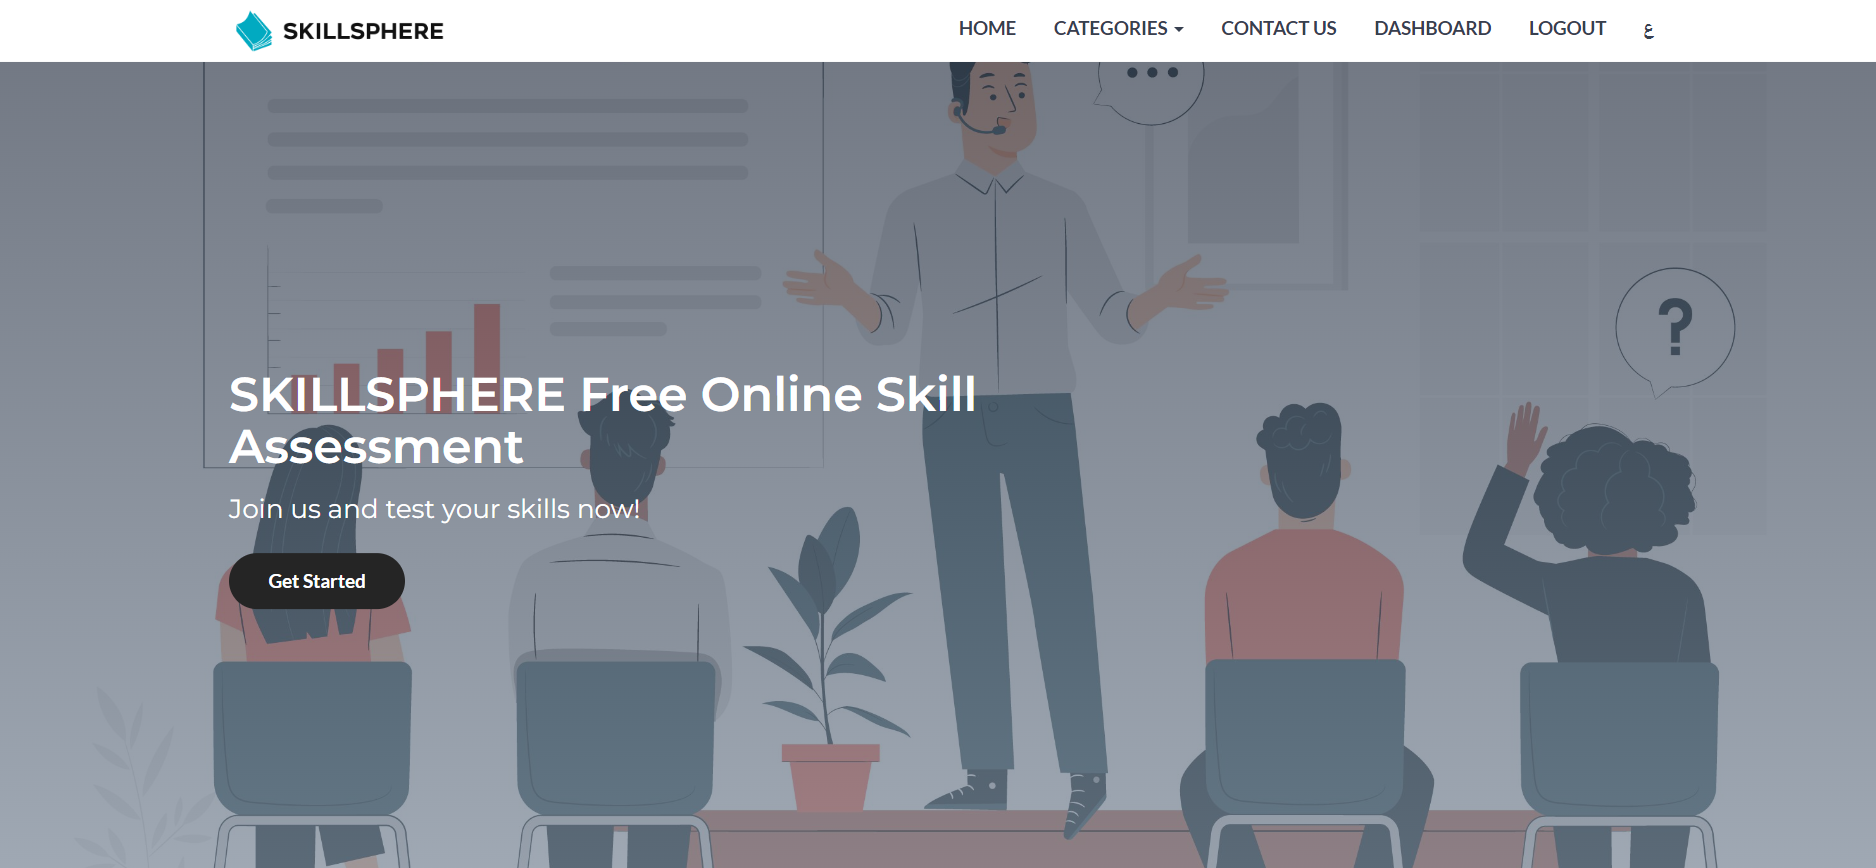 SKILLSPHERE
HOME CATEGORIES CONTACT US DASHBOARD LOGOUT ع
?
SKILLSPHERE Free Online Skill
Assessment
Join us and test your skills now!
Get Started